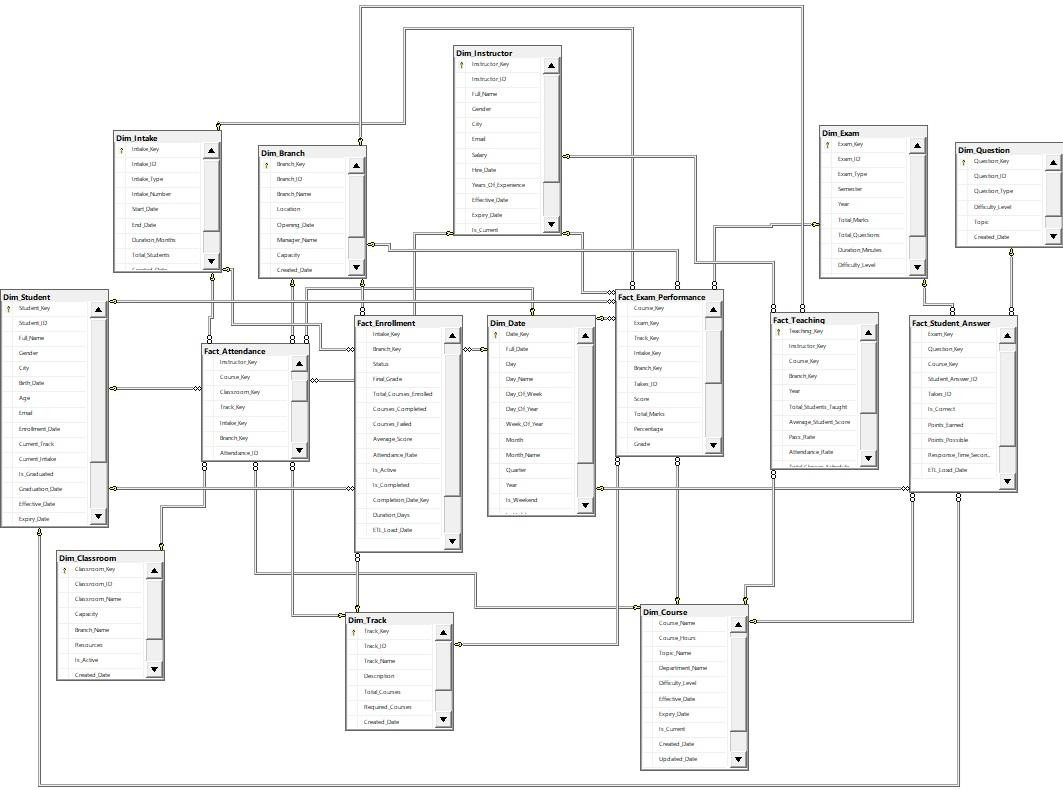 Dim_Instructor
Instructor_Key
Instructor_ID
Full_Name
Gender
City
Email
Salary
Hire_Date
Years_Of_Experience
Effective_Date
Expiry_Date
Is_Current
Dim_Intake
Intake_Key
Intake_ID
Intake_Type
Intake_Number
Start_Date
End_Date
Duration_Months
Total_Students
Created_Date
Dim_Branch
Branch_Key
Branch_ID
Branch_Name
Location
Opening_Date
Manager_Name
Capacity
Created_Date
Dim_Exam
Exam_Key
Exam_ID
Exam_Type
Semester
Year
Total_Marks
Total_Questions
Duration_Minutes
Difficulty_Level
Dim_Question
Question_Key
Question_ID
Question_Type
Difficulty_Level
Topic
Created_Date
Dim_Student
Student_Key
Student_ID
Full_Name
Gender
City
Birth_Date
Age
Email
Enrollment_Date
Current_Track
Current_Intake
Is_Graduated
Graduation_Date
Effective_Date
Expiry_Date
Fact_Attendance
Instructor_Key
Course_Key
Classroom_Key
Track_Key
Intake_Key
Branch_Key
Attendance_ID
Fact_Enrollment
Intake_Key
Branch_Key
Status
Final_Grade
Total_Courses_Enrolled
Courses_Completed
Courses_Failed
Average_Score
Attendance_Rate
Is_Active
Is_Completed
Completion_Date_Key
Duration_Days
ETL_Load_Date
Dim_Date
Date_Key
Full_Date
Day
Day_Name
Day_Of_Week
Day_Of_Year
Week_Of_Year
Month
Month_Name
Quarter
Year
Is_Weekend
Fact_Exam_Performance
Course_Key
Exam_Key
Track_Key
Intake_Key
Branch_Key
Takes_ID
Score
Total_Marks
Percentage
Grade
Fact_Teaching
Teaching_Key
Instructor_Key
Course_Key
Branch_Key
Year
Total_Students_Taught
Average_Student_Score
Pass_Rate
Attendance_Rate
Fact_Student_Answer
Exam_Key
Question_Key
Course_Key
Student_Answer_ID
Takes_ID
Is_Correct
Points_Earned
Points_Possible
Response_Time_Secon...
ETL_Load_Date
Dim_Classroom
Classroom_Key
Classroom_ID
Classroom_Name
Capacity
Branch_Name
Resources
Is_Active
Created_Date
Dim_Track
Track_Key
Track_ID
Track_Name
Description
Total_Courses
Required_Courses
Created_Date
Dim_Course
Course_Name
Course_Hours
Topic_Name
Department_Name
Difficulty_Level
Effective_Date
Expiry_Date
Is_Current
Created_Date
Updated_Date